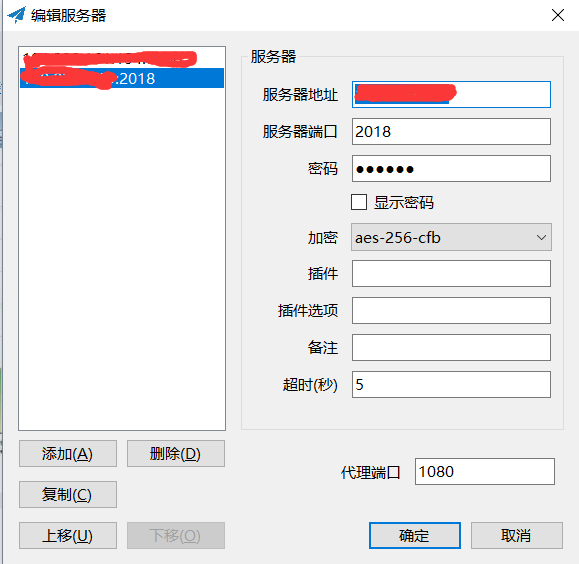 编辑服务器
服务器
.2018
服务器地址
服务器端口 2018
密码 ●●●●●●
显示密码
加密 aes-256-cfb
插件
插件选项
备注
超时(秒) 5
添加(A) 删除(D)
代理端口 1080
复制(C)
上移(U) 下移(O) 确定 取消